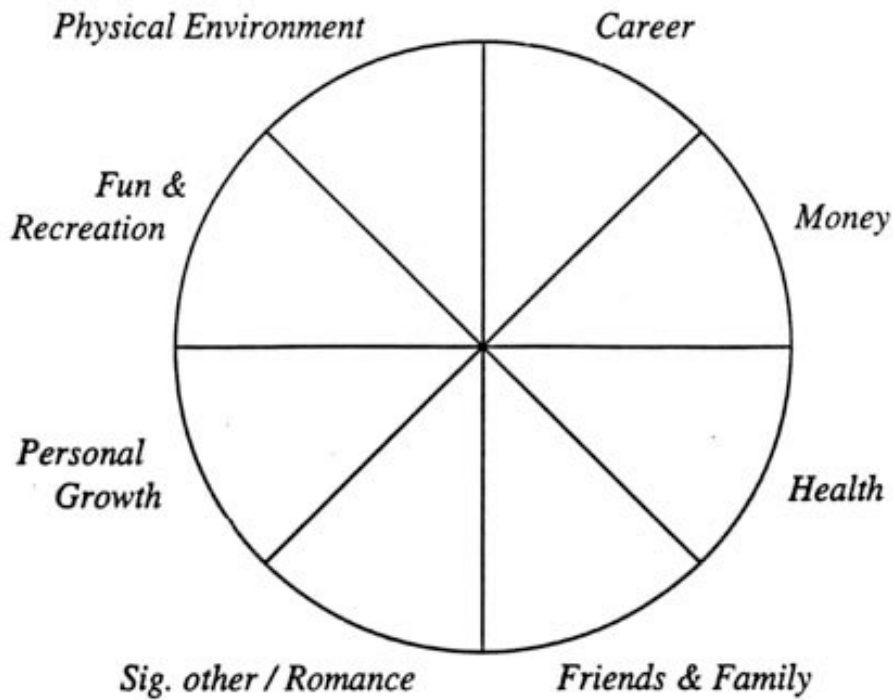 Physical Environment
Career
Fun &
Recreation
Money
Personal
Growth
Health
Sig. other / Romance
Friends & Family